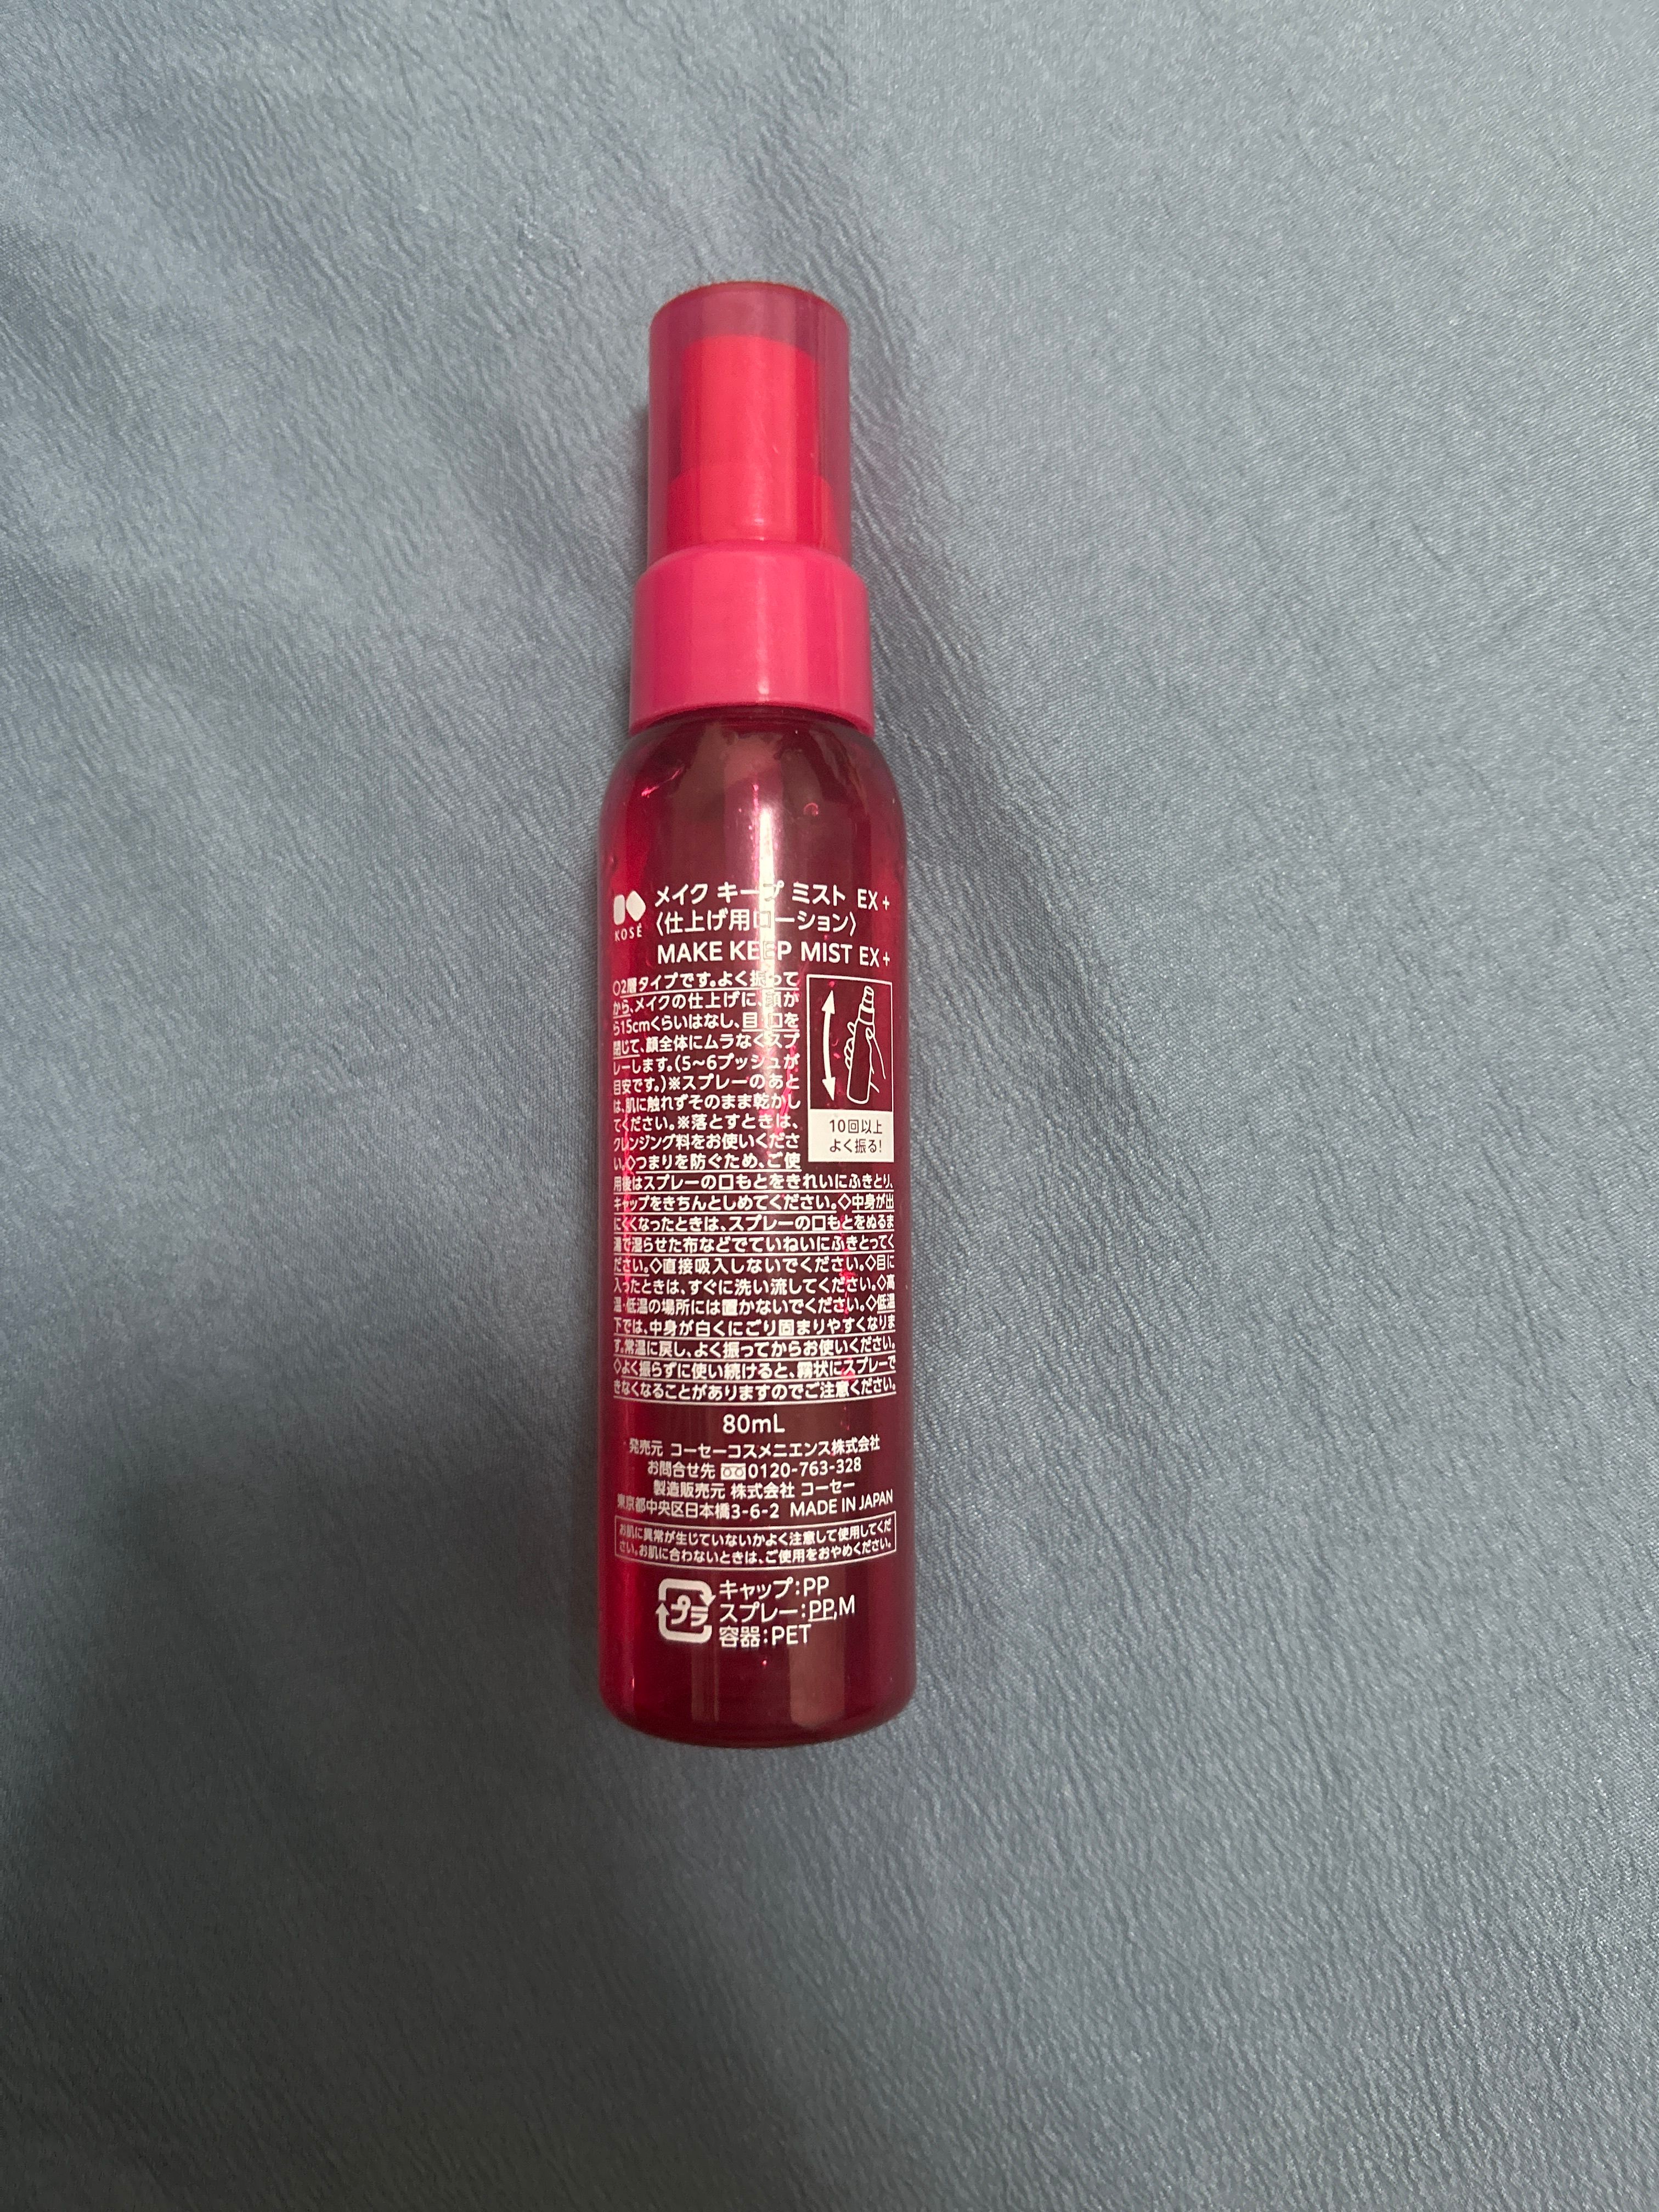 メイク キープ ミスト EX+
〈仕上げ用ローション〉
KOSÉ
MAKE KEEP MIST EX+
○2層タイプです。よく振って
から、メイクの仕上げに、顔か
ら15cmくらいはなし、目・口を
閉じて、顔全体にムラなくスプ
レーします。(5~6プッシュが
目安です。)※スプレーのあと
は、肌に触れずそのまま乾かし
てください。※落とすときは、
クレンジング料をお使いくださ
い。◇つまりを防ぐため、ご使
用後はスプレーの口もとをきれいにふきとり、
キャップをきちんとしめてください。◇中身が出
にくくなったときは、スプレーの口もとをぬるま
湯で湿らせた布などでていねいにふきとってく
ださい。◇直接吸入しないでください。◇目に
入ったときは、すぐに洗い流してください。◇高
温・低温の場所には置かないでください。◇低温
下では、中身が白くにごり固まりやすくなりま
す。常温に戻し、よく振ってからお使いください。
◇よく振らずに使い続けると、霧状にスプレーで
きなくなることがありますのでご注意ください。
10回以上
よく振る!
80mL
発売元 コーセーコスメニエンス株式会社
お問合せ先 0120-763-328
製造販売元 株式会社 コーセー
東京都中央区日本橋3-6-2 MADE IN JAPAN
お肌に異常が生じていないかよく注意して使用してくだ
さい。お肌に合わないときは、ご使用をおやめください。
プラ
キャップ:PP
スプレー:PP,M
容器:PET